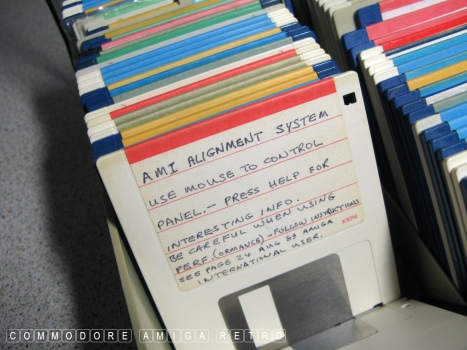 AMI ALIGNMENT SYSTEM
USE MOUSE TO CONTROL
PANEL.- PRESS HELP FOR
INTERESTING INFO.
BE CAREFUL WHEN USING
PERF.(ORMANCE)-FOLLOW INSTRUCTIONS
SEE PAGE 24 AUG 89 AMIGA
INTERNATIONAL USER.
COMMODORE AMIGA RETRO